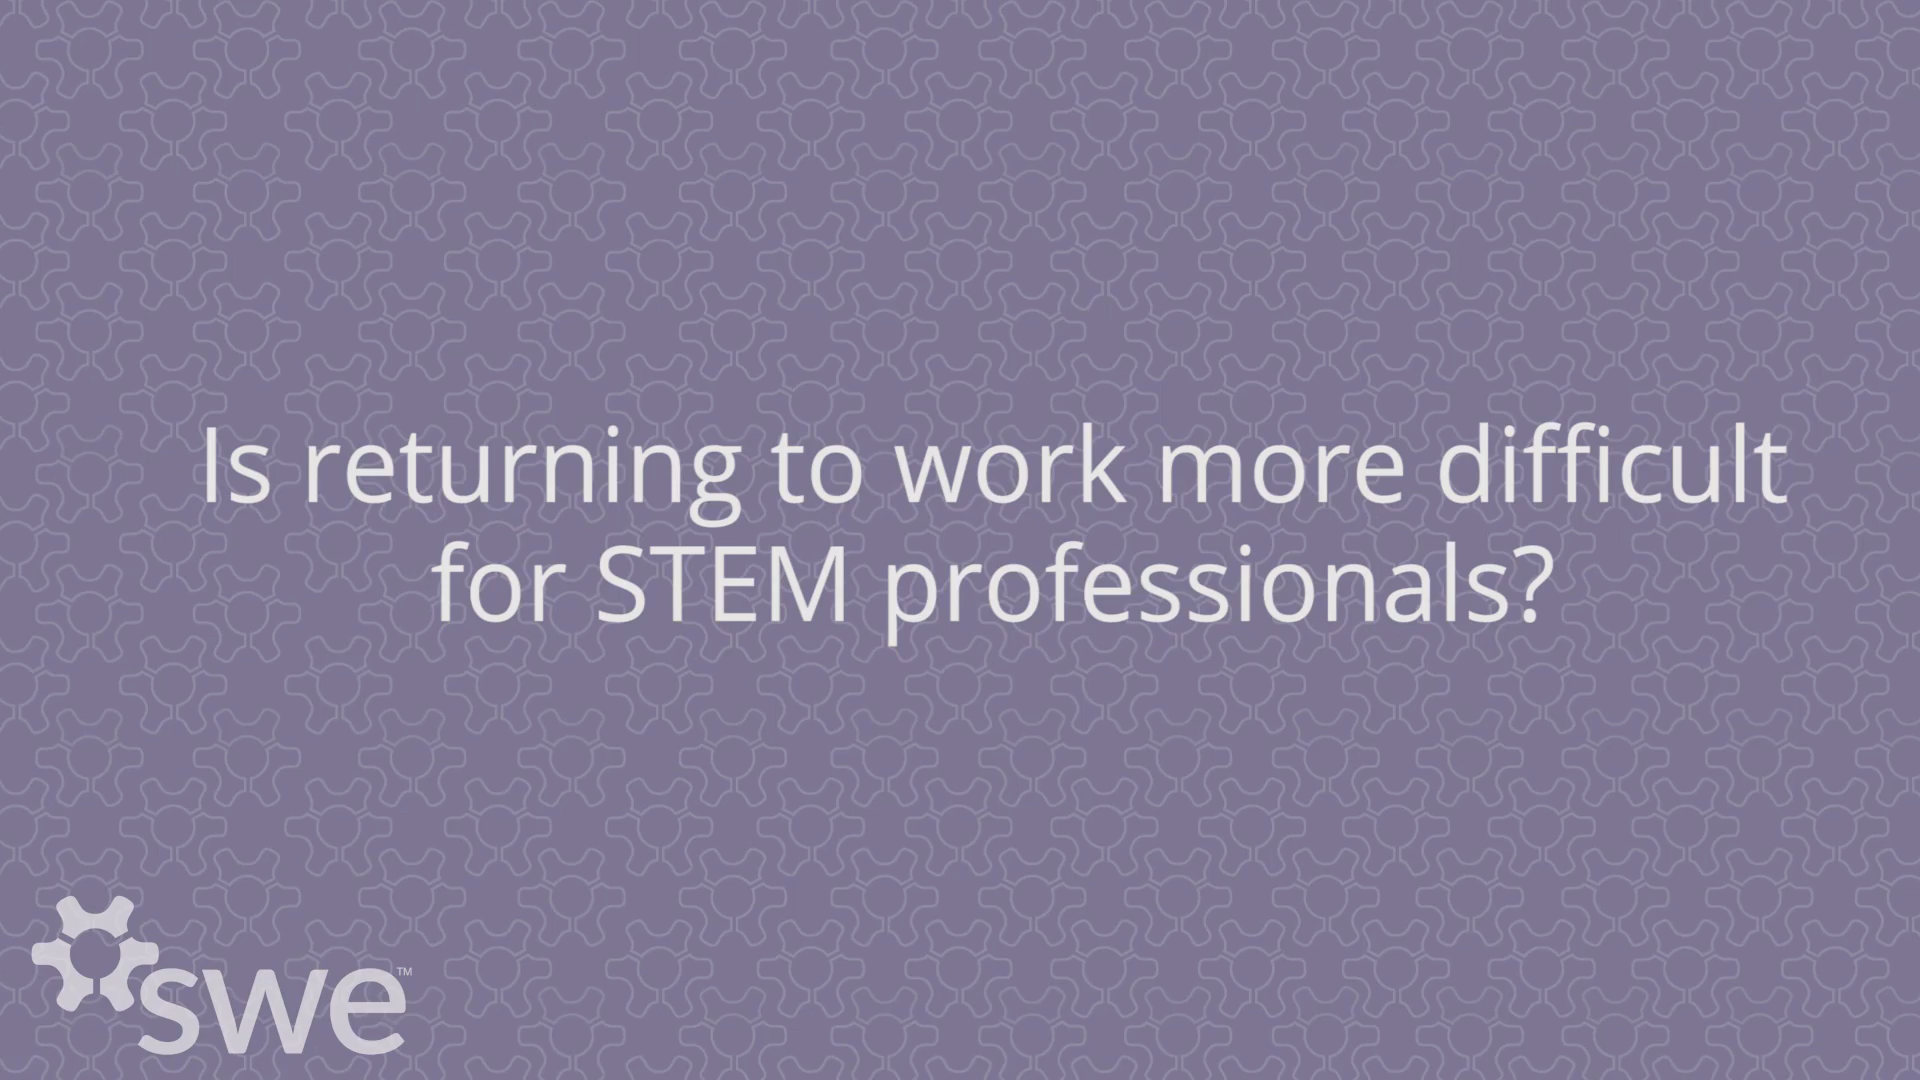 Is returning to work more difficult
for STEM professionals?
swe™